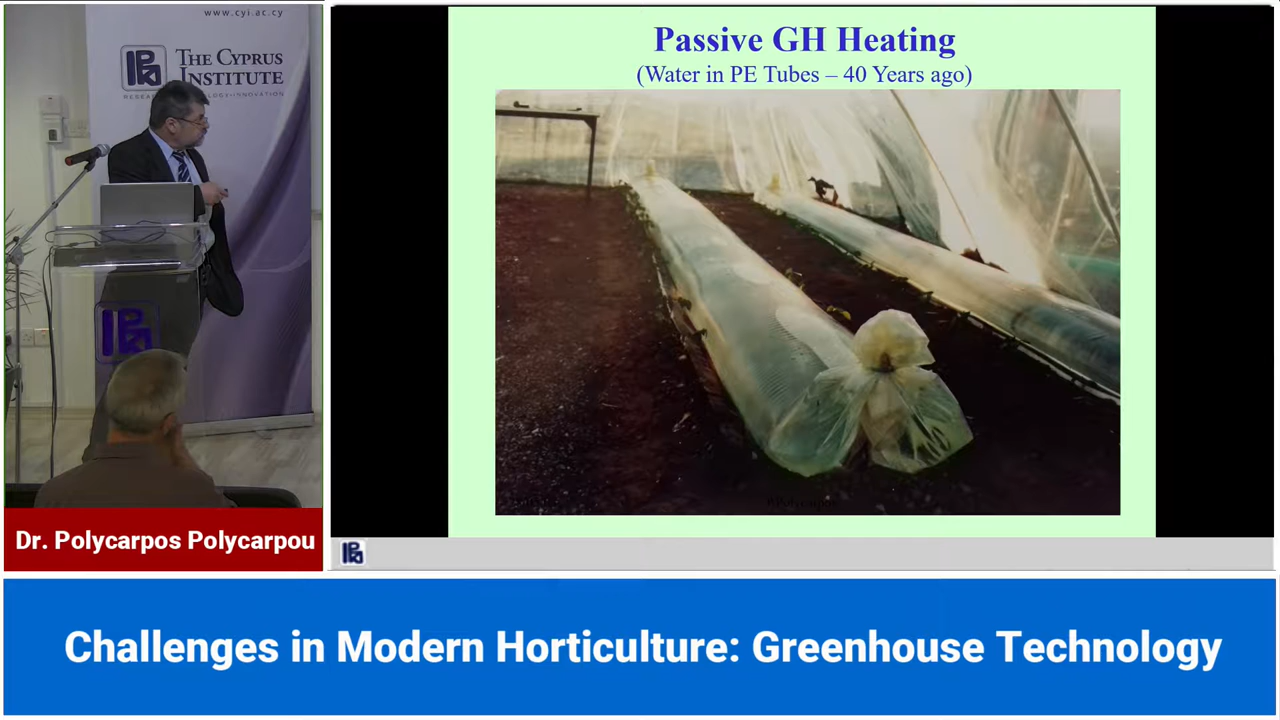 www.cyi.ac.cy
THE CYPRUS
INSTITUTE
Passive GH Heating
(Water in PE Tubes – 40 Years ago)
Dr. Polycarpos Polycarpou
Challenges in Modern Horticulture: Greenhouse Technology